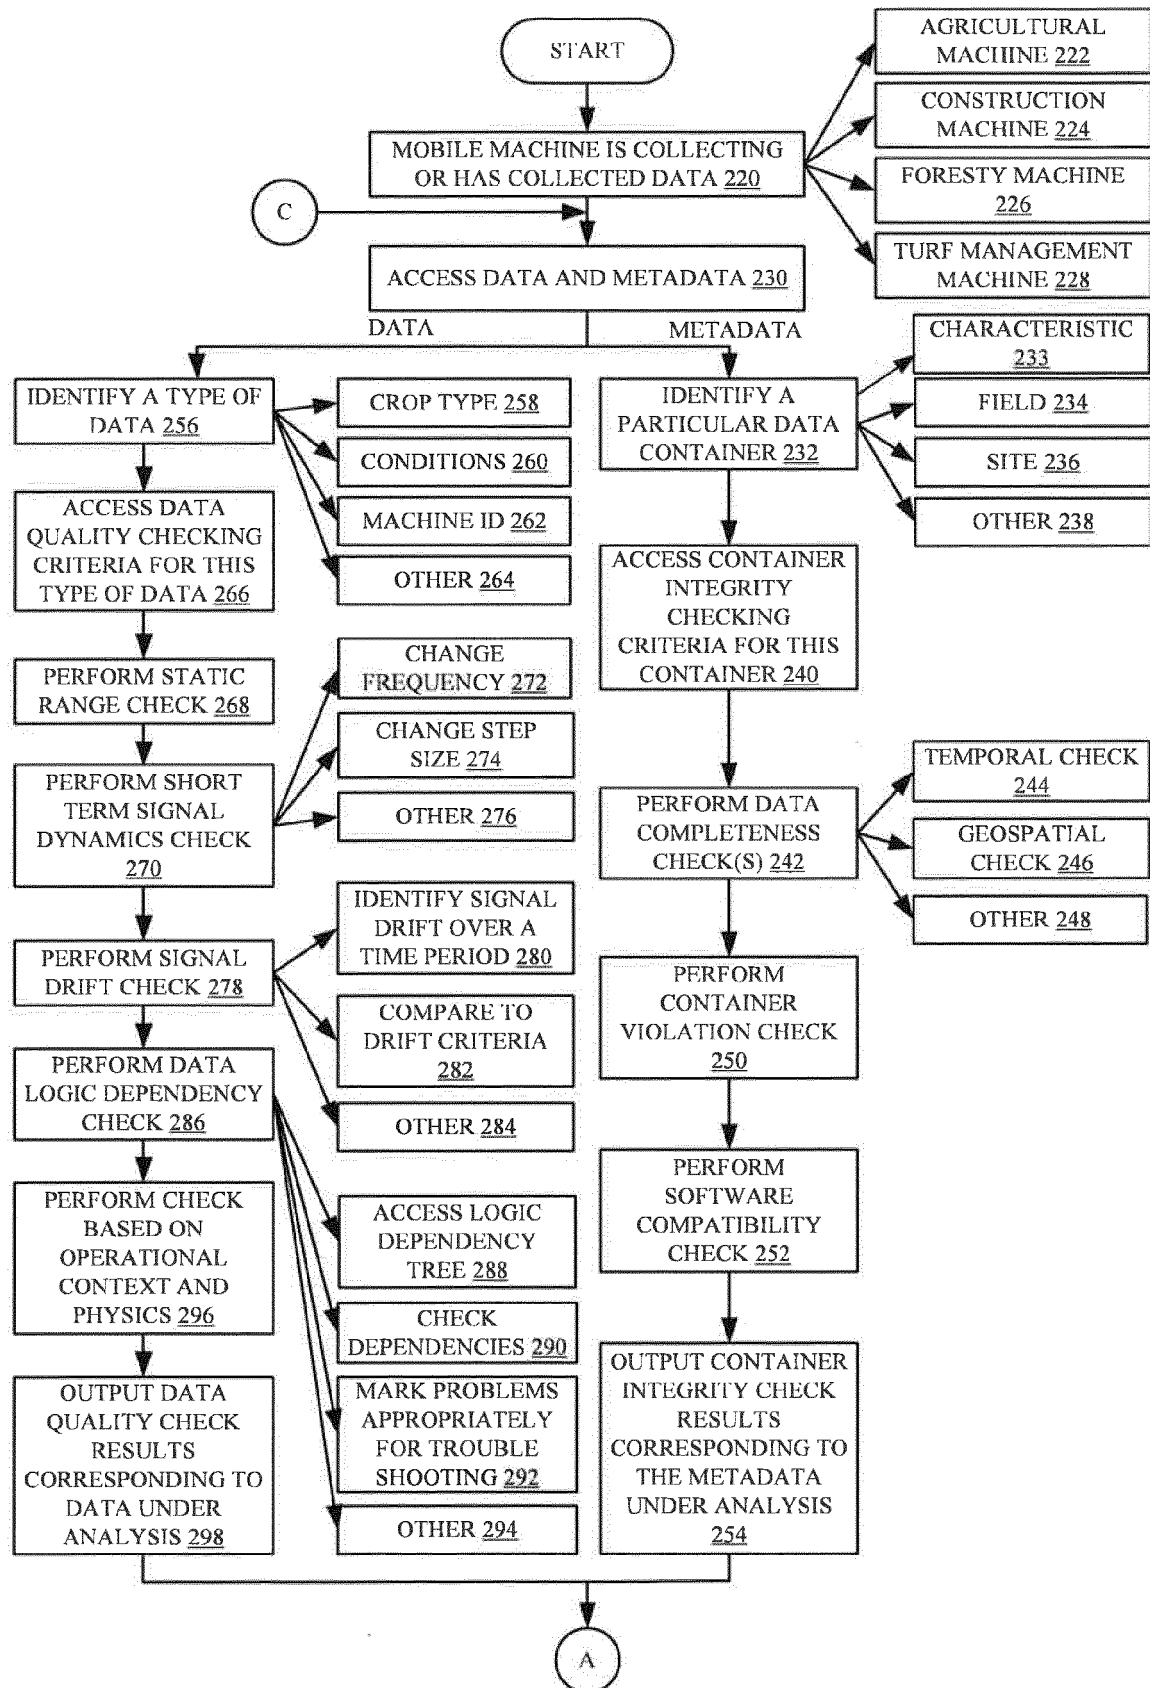 START
AGRICULTURAL
MACHINE 222
CONSTRUCTION
MACHINE 224
FORESTY MACHINE
226
TURF MANAGEMENT
MACHINE 228
MOBILE MACHINE IS COLLECTING
OR HAS COLLECTED DATA 220
C
ACCESS DATA AND METADATA 230
DATA
METADATA
IDENTIFY A TYPE OF
DATA 256
CROP TYPE 258
CONDITIONS 260
MACHINE ID 262
OTHER 264
ACCESS DATA
QUALITY CHECKING
CRITERIA FOR THIS
TYPE OF DATA 266
PERFORM STATIC
RANGE CHECK 268
PERFORM SHORT
TERM SIGNAL
DYNAMICS CHECK
270
CHANGE
FREQUENCY 272
CHANGE STEP
SIZE 274
OTHER 276
PERFORM SIGNAL
DRIFT CHECK 278
IDENTIFY SIGNAL
DRIFT OVER A
TIME PERIOD 280
COMPARE TO
DRIFT CRITERIA
282
OTHER 284
PERFORM DATA
LOGIC DEPENDENCY
CHECK 286
ACCESS LOGIC
DEPENDENCY
TREE 288
CHECK
DEPENDENCIES 290
MARK PROBLEMS
APPROPRIATELY
FOR TROUBLE
SHOOTING 292
OTHER 294
PERFORM CHECK
BASED ON
OPERATIONAL
CONTEXT AND
PHYSICS 296
OUTPUT DATA
QUALITY CHECK
RESULTS
CORRESPONDING TO
DATA UNDER
ANALYSIS 298
IDENTIFY A
PARTICULAR DATA
CONTAINER 232
CHARACTERISTIC
233
FIELD 234
SITE 236
OTHER 238
ACCESS CONTAINER
INTEGRITY
CHECKING
CRITERIA FOR THIS
CONTAINER 240
PERFORM DATA
COMPLETENESS
CHECK(S) 242
TEMPORAL CHECK
244
GEOSPATIAL
CHECK 246
OTHER 248
PERFORM
CONTAINER
VIOLATION CHECK
250
PERFORM
SOFTWARE
COMPATIBILITY
CHECK 252
OUTPUT CONTAINER
INTEGRITY CHECK
RESULTS
CORRESPONDING TO
THE METADATA
UNDER ANALYSIS
254
A